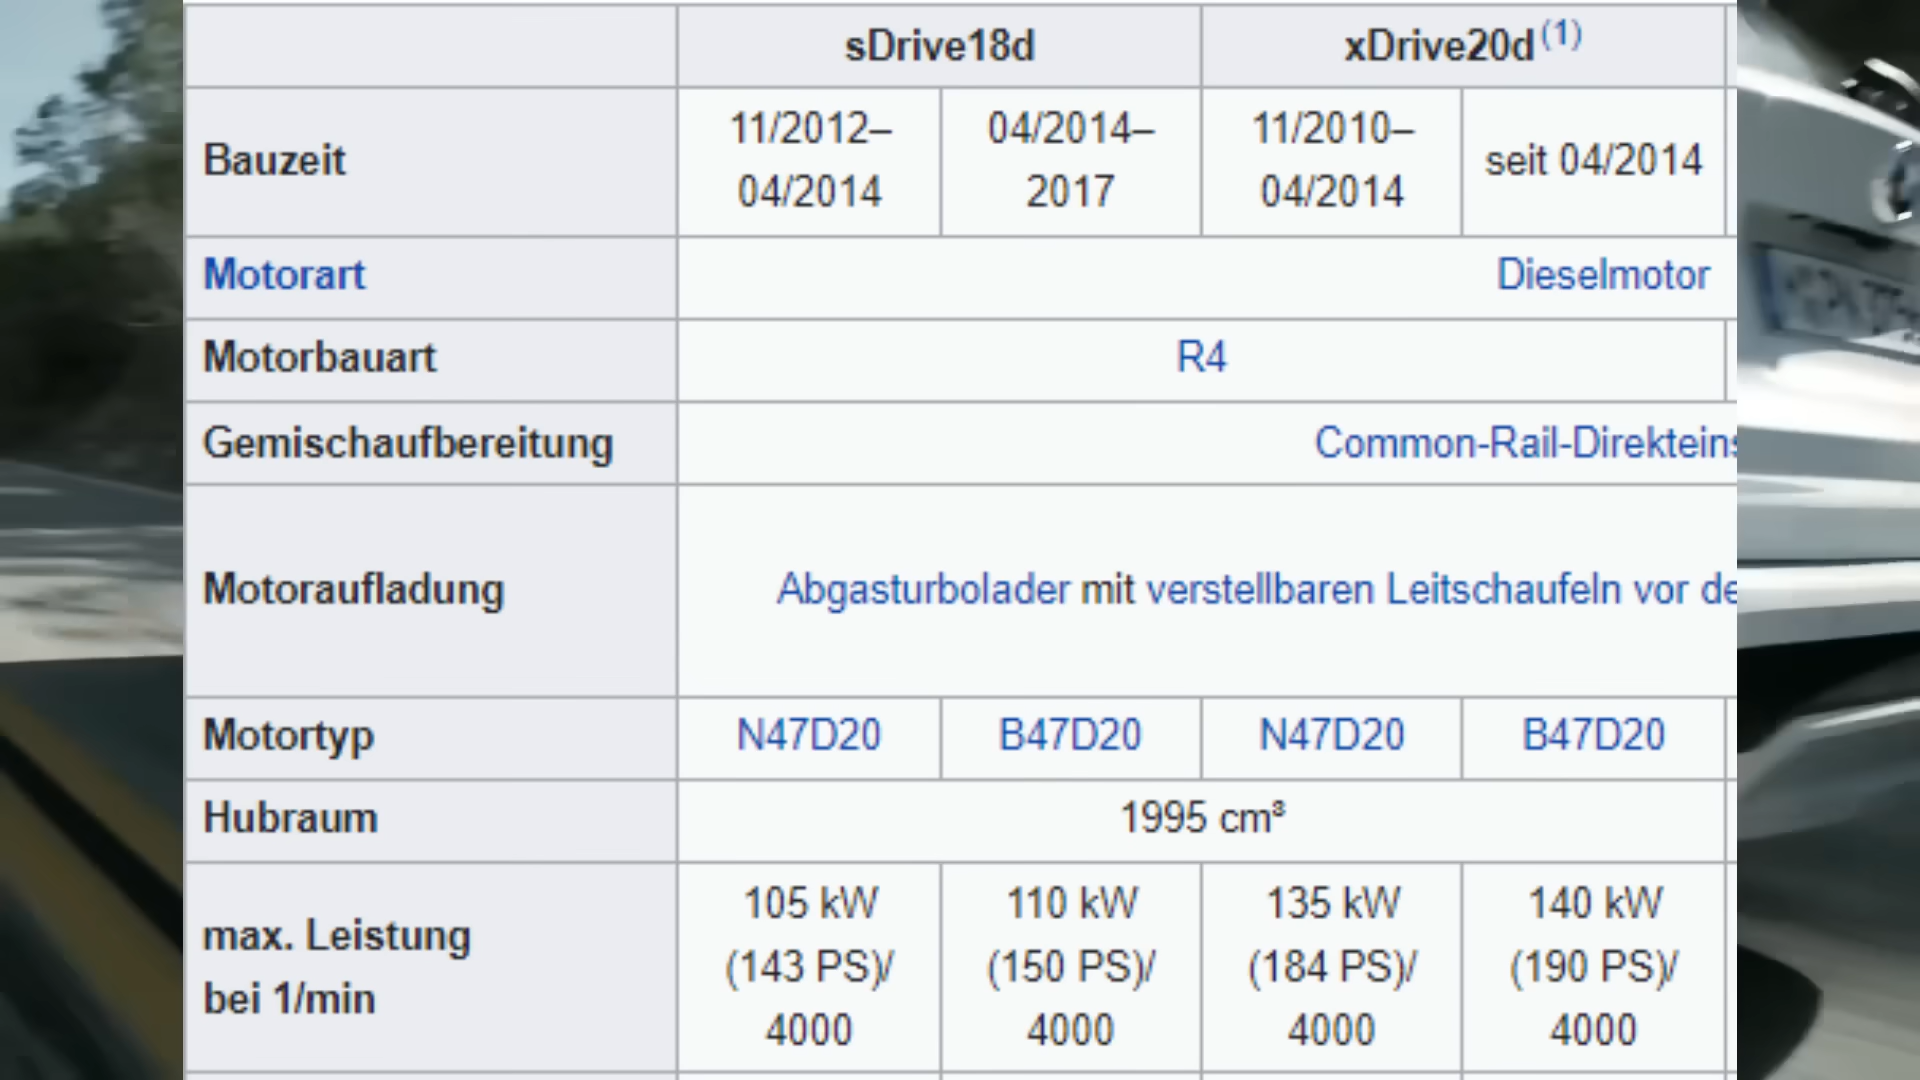 sDrive18d xDrive20d (1)
Bauzeit 11/2012–04/2014 04/2014–2017 11/2010–04/2014 seit 04/2014
Motorart Dieselmotor
Motorbauart R4
Gemischaufbereitung Common-Rail-Direkteins
Motoraufladung Abgasturbolader mit verstellbaren Leitschaufeln vor de
Motortyp N47D20 B47D20 N47D20 B47D20
Hubraum 1995 cm³
max. Leistung bei 1/min 105 kW (143 PS)/ 4000 110 kW (150 PS)/ 4000 135 kW (184 PS)/ 4000 140 kW (190 PS)/ 4000